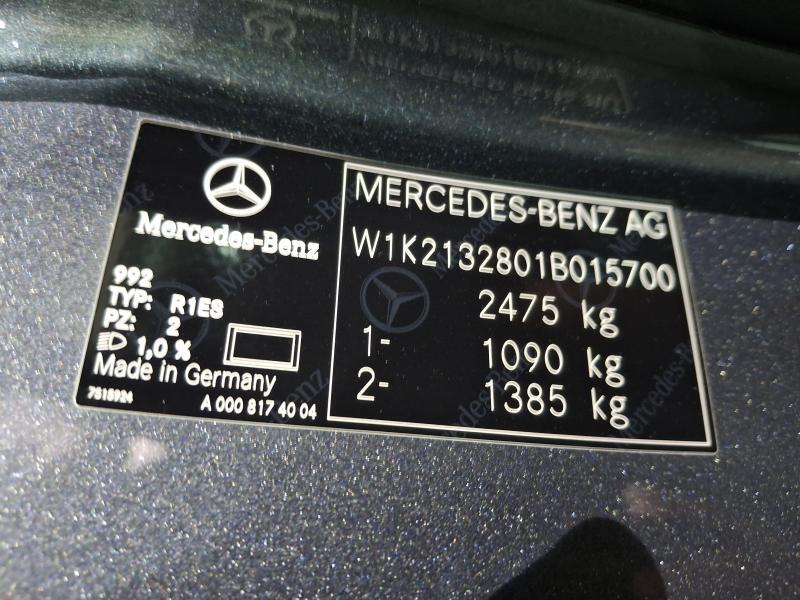 Mercedes-Benz
992
TYP: R1ES
PZ: 2
1,0 %
Made in Germany
7518924
A 000 817 40 04
MERCEDES-BENZ AG
W1K2132801B015700
2475 kg
1- 1090 kg
2- 1385 kg